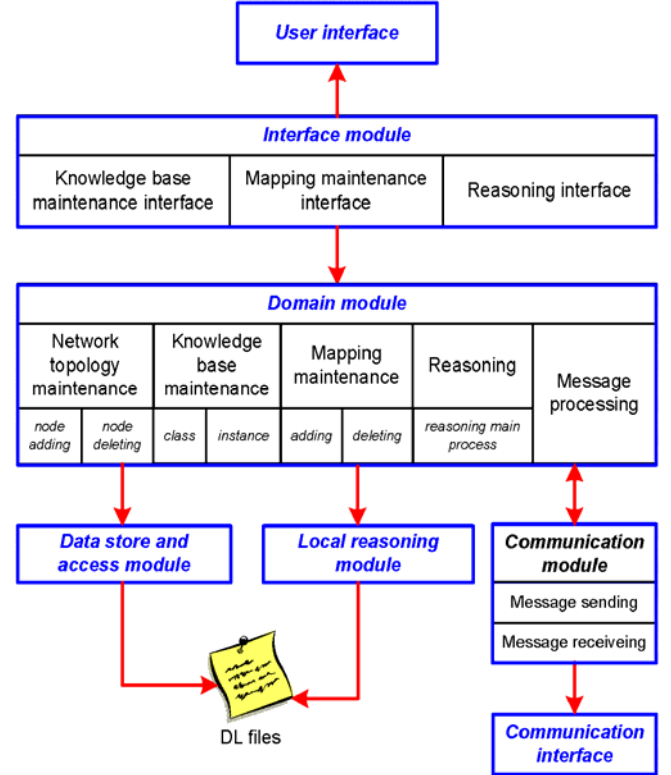 User interface
Interface module
Knowledge base
maintenance interface
Mapping maintenance
interface
Reasoning interface
Domain module
Network
topology
maintenance
Knowledge
base
maintenance
Mapping
maintenance
Reasoning
Message
processing
node
adding
node
deleting
class
instance
adding
deleting
reasoning main
process
Data store and
access module
Local reasoning
module
Communication
module
Message sending
Message receiveing
DL files
Communication
interface